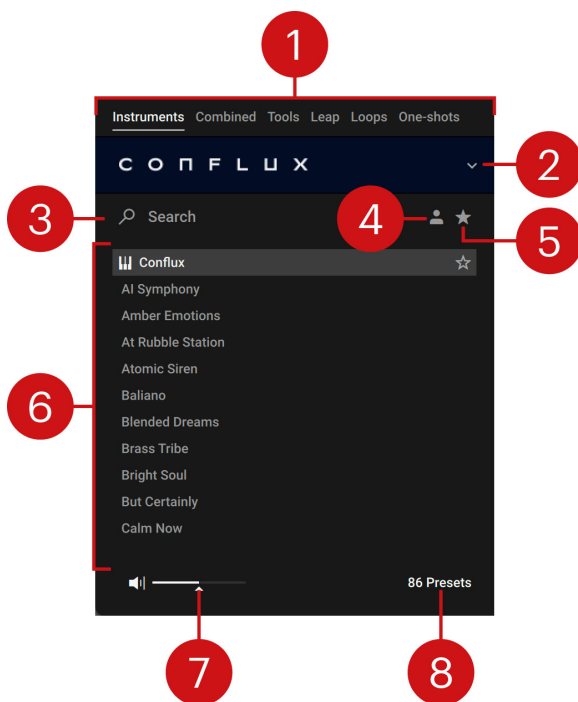 1
Instruments Combined Tools Leap Loops One-shots
CONFLUX
2
3
Search
4
5
Conflux
AI Symphony
Amber Emotions
At Rubble Station
Atomic Siren
Baliano
6
Blended Dreams
Brass Tribe
Bright Soul
But Certainly
Calm Now
86 Presets
7
8